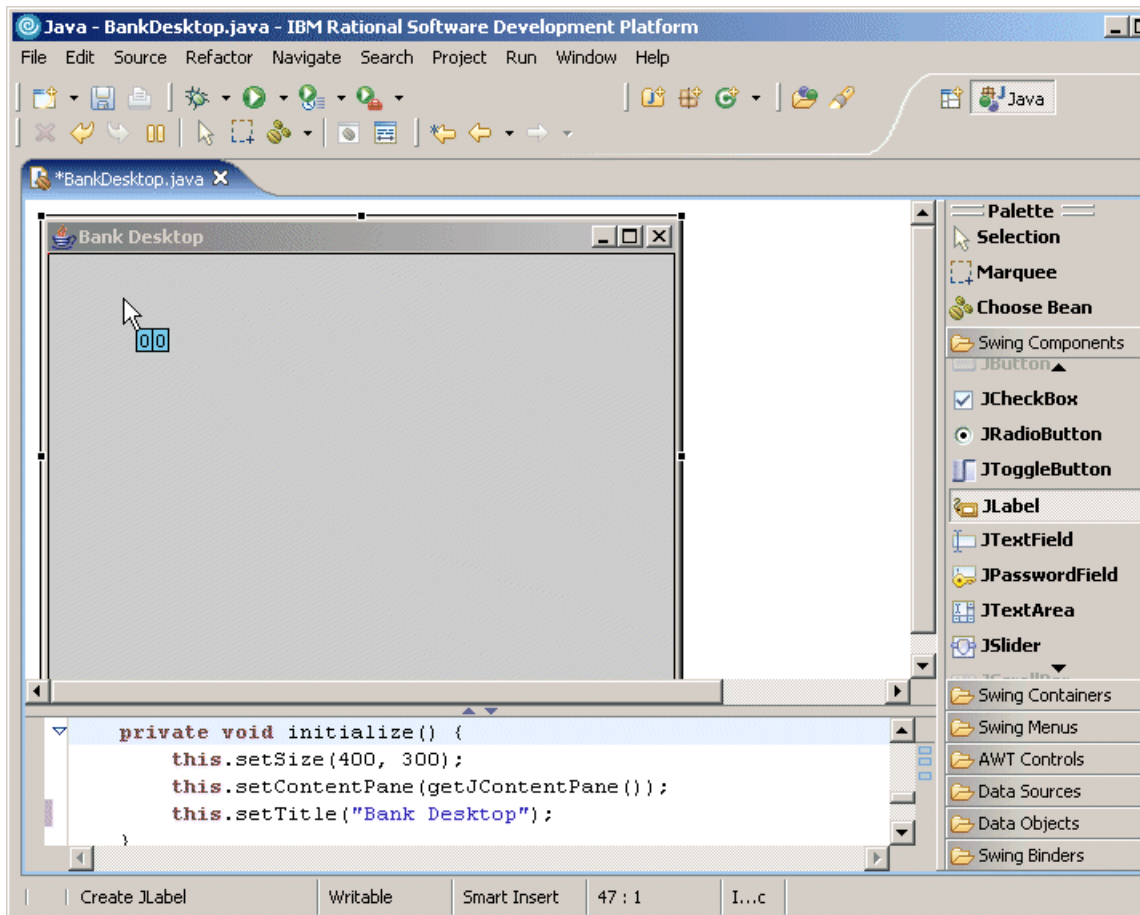 Java - BankDesktop.java - IBM Rational Software Development Platform
File Edit Source Refactor Navigate Search Project Run Window Help
Java
*BankDesktop.java
Bank Desktop
0 0
Palette
Selection
Marquee
Choose Bean
Swing Components
JButton
JCheckBox
JRadioButton
JToggleButton
JLabel
JTextField
JPasswordField
JTextArea
JSlider
Swing Containers
Swing Menus
AWT Controls
Data Sources
Data Objects
Swing Binders
private void initialize() {
this.setSize(400, 300);
this.setContentPane(getJContentPane());
this.setTitle("Bank Desktop");
}
Create JLabel Writable Smart Insert 47 : 1 I...c